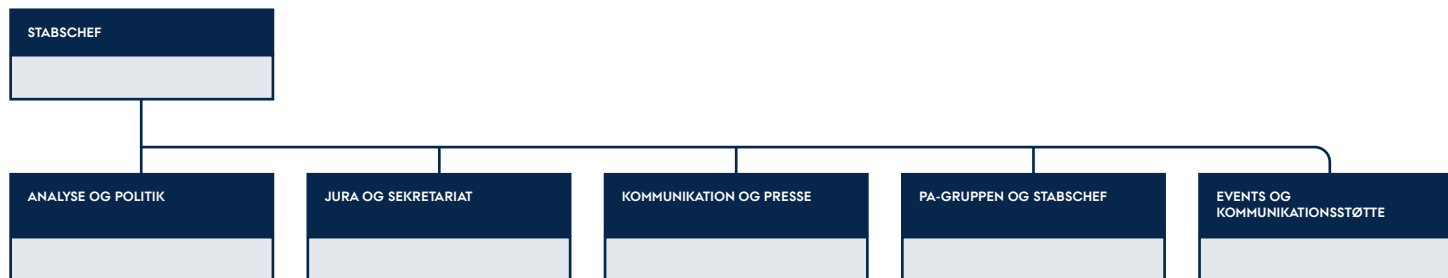 STABSCHEF
ANALYSE OG POLITIK
JURA OG SEKRETARIAT
KOMMUNIKATION OG PRESSE
PA-GRUPPEN OG STABSCHEF
EVENTS OG
KOMMUNIKATIONSSTØTTE